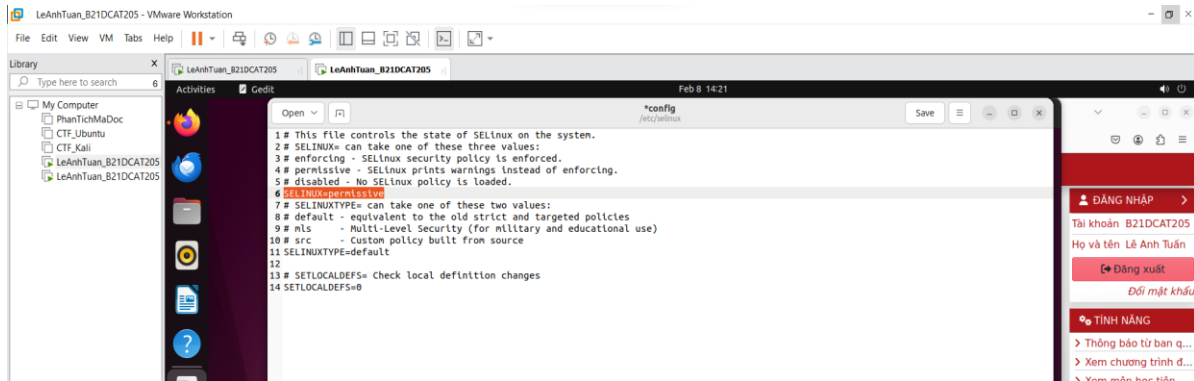 LeAnhTuan_B21DCAT205 - VMware Workstation
File Edit View VM Tabs Help
Library X
Type here to search 6
My Computer
PhanTichMaDoc
CTF_Ubuntu
CTF_Kali
LeAnhTuan_B21DCAT205
LeAnhTuan_B21DCAT205
LeAnhTuan_B21DCAT205 LeAnhTuan_B21DCAT205
Activities Gedit Feb 8 14:21
Open *config Save
/etc/selinux
1 # This file controls the state of SELinux on the system.
2 # SELINUX= can take one of these three values:
3 # enforcing - SELinux security policy is enforced.
4 # permissive - SELinux prints warnings instead of enforcing.
5 # disabled - No SELinux policy is loaded.
6 SELINUX=permissive
7 # SELINUXTYPE= can take one of these two values:
8 # default - equivalent to the old strict and targeted policies
9 # mls - Multi-Level Security (for military and educational use)
10 # src - Custom policy built from source
11 SELINUXTYPE=default
12
13 # SETLOCALDEFS= Check local definition changes
14 SETLOCALDEFS=0
ĐĂNG NHẬP
Tài khoản B21DCAT205
Họ và tên Lê Anh Tuấn
Đăng xuất
Đổi mật khẩu
TÍNH NĂNG
Thông báo từ ban q...
Xem chương trình đ...
Xem môn học tiên...